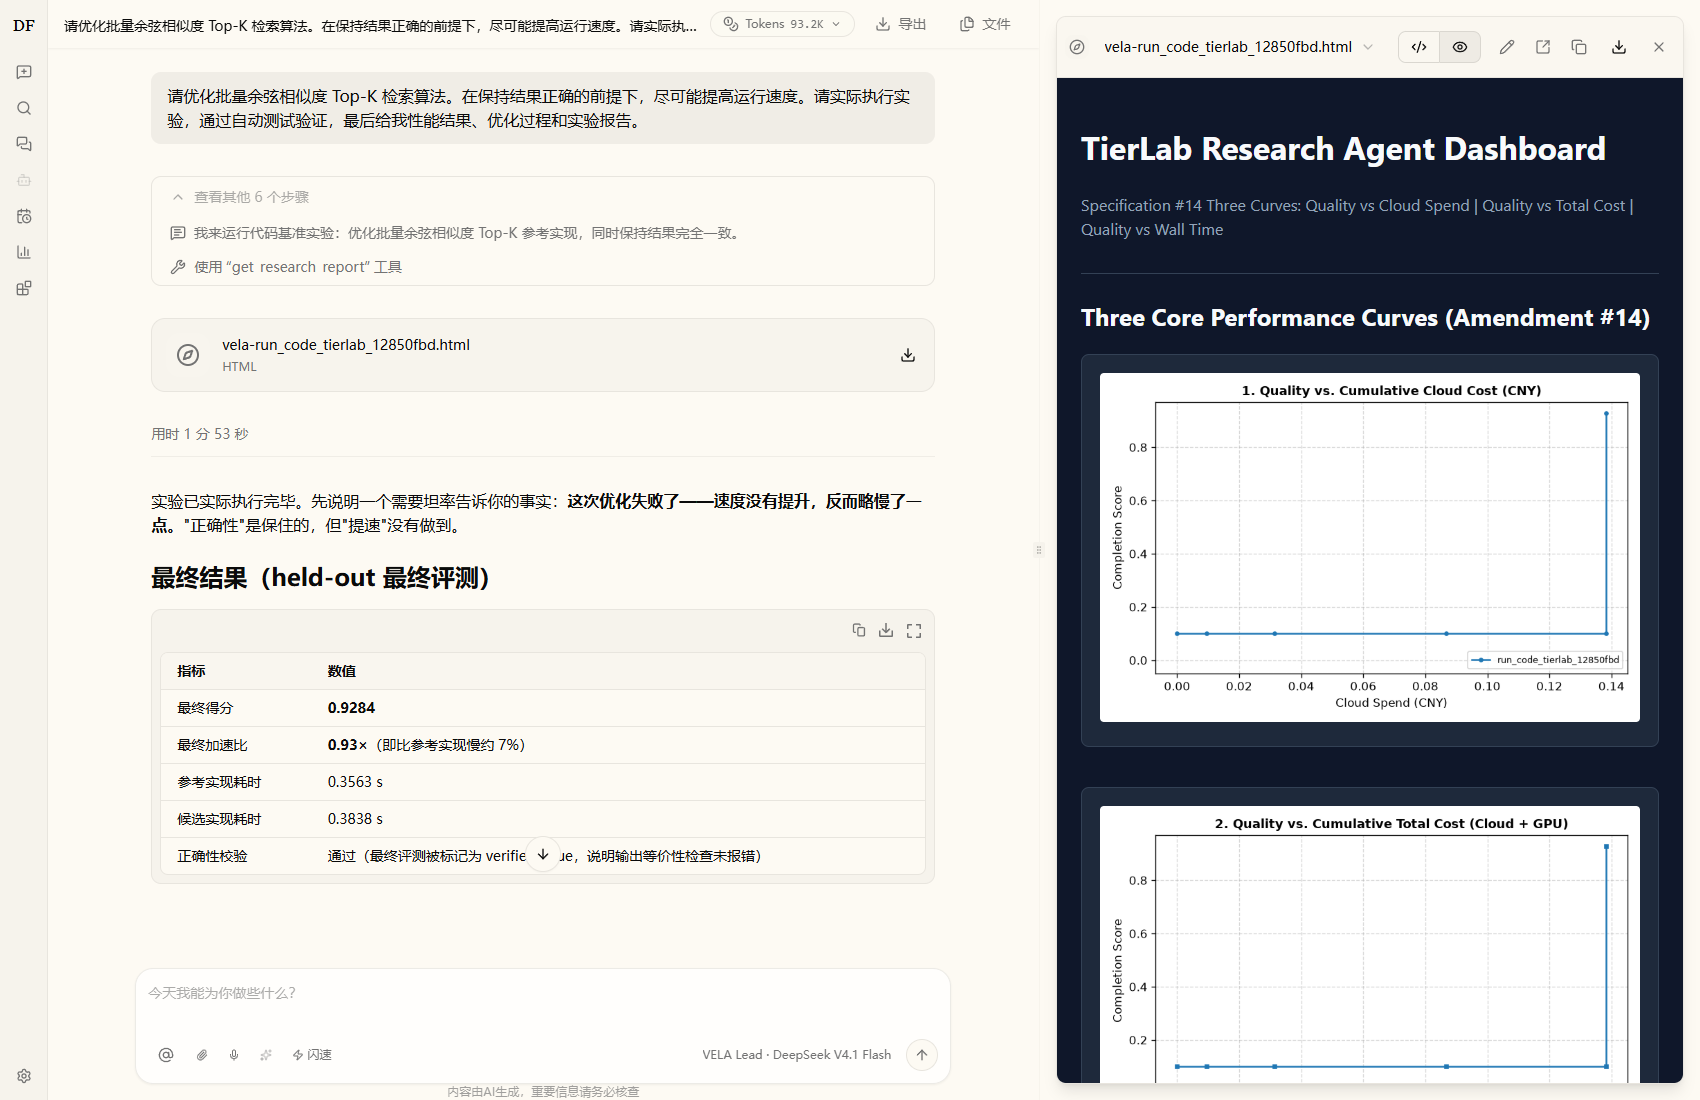 DF
请优化批量余弦相似度 Top-K 检索算法。在保持结果正确的前提下，尽可能提高运行速度。请实际执...
Tokens 93.2K
导出
文件
请优化批量余弦相似度 Top-K 检索算法。在保持结果正确的前提下，尽可能提高运行速度。请实际执行实
验，通过自动测试验证，最后给我性能结果、优化过程和实验报告。
查看其他 6 个步骤
我来运行代码基准实验：优化批量余弦相似度 Top-K 参考实现，同时保持结果完全一致。
使用 “get research report” 工具
vela-run_code_tierlab_12850fbd.html
HTML
用时 1 分 53 秒
实验已实际执行完毕。先说明一个需要坦率告诉你的事实：这次优化失败了——速度没有提升，反而略慢了一
点。"正确性"是保住的，但"提速"没有做到。
最终结果（held-out 最终评测）
指标 数值
最终得分 0.9284
最终加速比 0.93×（即比参考实现慢约 7%）
参考实现耗时 0.3563 s
候选实现耗时 0.3838 s
正确性校验 通过（最终评测被标记为 verifie ue，说明输出等价性检查未报错）
今天我能为你做些什么？
闪速
VELA Lead · DeepSeek V4.1 Flash
内容由AI生成，重要信息请务必核查
vela-run_code_tierlab_12850fbd.html
TierLab Research Agent Dashboard
Specification #14 Three Curves: Quality vs Cloud Spend | Quality vs Total Cost |
Quality vs Wall Time
Three Core Performance Curves (Amendment #14)
1. Quality vs. Cumulative Cloud Cost (CNY)
Completion Score
0.8
0.6
0.4
0.2
0.0
run_code_tierlab_12850fbd
0.00 0.02 0.04 0.06 0.08 0.10 0.12 0.14
Cloud Spend (CNY)
2. Quality vs. Cumulative Total Cost (Cloud + GPU)
Completion Score
0.8
0.6
0.4
0.2